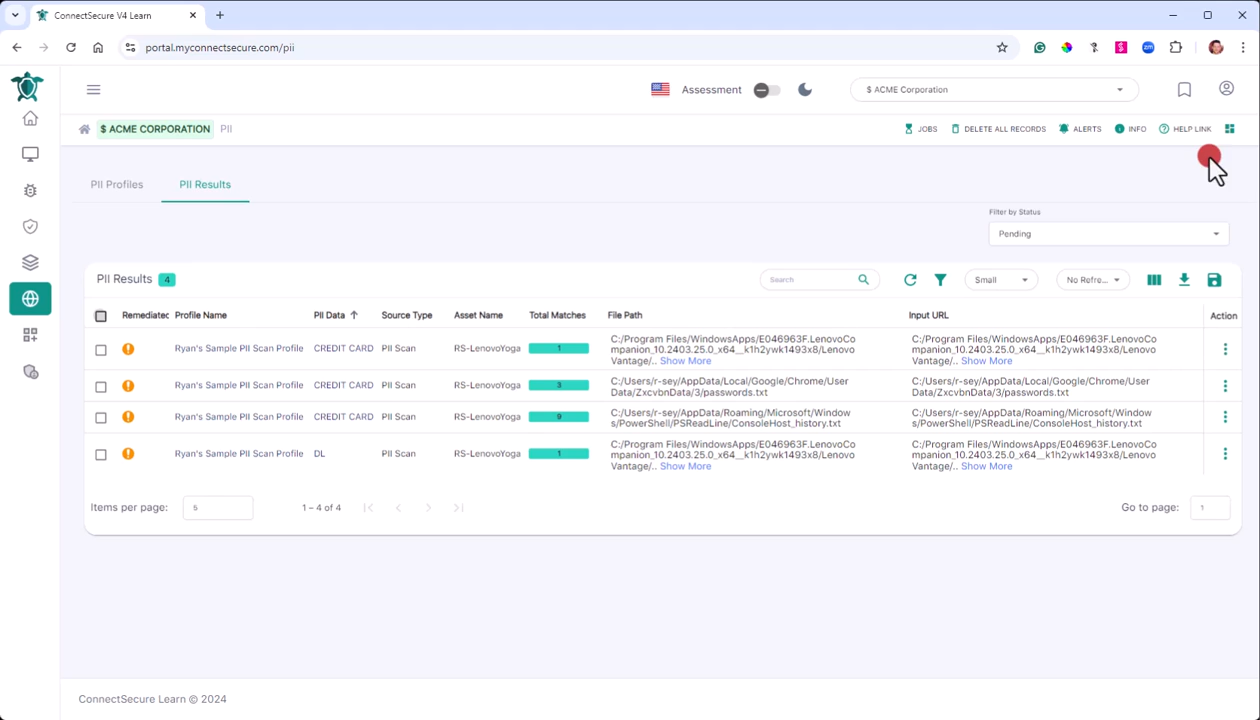 ConnectSecure V4 Learn
portal.myconnectsecure.com/pii
Assessment
$ ACME Corporation
$ ACME CORPORATION PII
JOBS
DELETE ALL RECORDS
ALERTS
INFO
HELP LINK
PII Profiles
PII Results
Filter by Status
Pending
PII Results 4
Search
Small
No Refre...
Remediated Profile Name PII Data Source Type Asset Name Total Matches File Path Input URL Action
Ryan's Sample PII Scan Profile CREDIT CARD PII Scan RS-LenovoYoga 1
C:/Program Files/WindowsApps/E046963F.LenovoCo
mpanion_10.2403.25.0_x64__k1h2ywk1493x8/Lenovo
Vantage/.. Show More
C:/Program Files/WindowsApps/E046963F.LenovoCo
mpanion_10.2403.25.0_x64__k1h2ywk1493x8/Lenovo
Vantage/.. Show More
Ryan's Sample PII Scan Profile CREDIT CARD PII Scan RS-LenovoYoga 3
C:/Users/r-sey/AppData/Local/Google/Chrome/User
Data/ZxcvbnData/3/passwords.txt
C:/Users/r-sey/AppData/Local/Google/Chrome/User
Data/ZxcvbnData/3/passwords.txt
Ryan's Sample PII Scan Profile CREDIT CARD PII Scan RS-LenovoYoga 9
C:/Users/r-sey/AppData/Roaming/Microsoft/Window
s/PowerShell/PSReadLine/ConsoleHost_history.txt
C:/Users/r-sey/AppData/Roaming/Microsoft/Window
s/PowerShell/PSReadLine/ConsoleHost_history.txt
Ryan's Sample PII Scan Profile DL PII Scan RS-LenovoYoga 1
C:/Program Files/WindowsApps/E046963F.LenovoCo
mpanion_10.2403.25.0_x64__k1h2ywk1493x8/Lenovo
Vantage/.. Show More
C:/Program Files/WindowsApps/E046963F.LenovoCo
mpanion_10.2403.25.0_x64__k1h2ywk1493x8/Lenovo
Vantage/.. Show More
Items per page: 5 1 – 4 of 4 Go to page: 1
ConnectSecure Learn © 2024